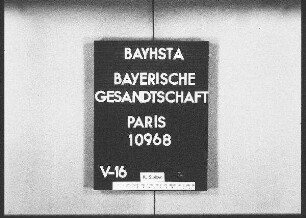 BAYHSTA
BAYERISCHE
GESANDTSCHAFT
PARIS
10968
V-16